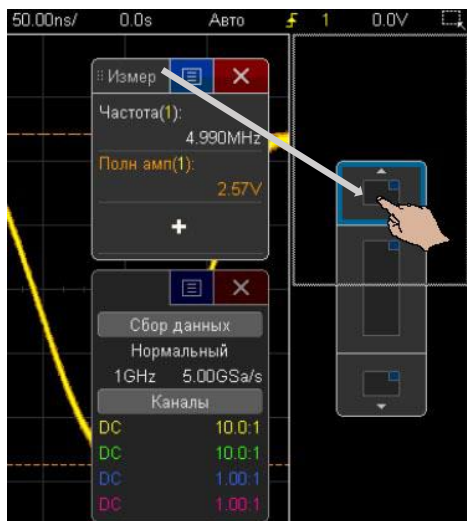 50.00ns/ 0.0s Авто 1 0.0V
Измер
Частота(1):
4.990MHz
Полн амп(1):
2.57V
+
Сбор данных
Нормальный
1GHz 5.00GSa/s
Каналы
DC 10.0:1
DC 10.0:1
DC 1.00:1
DC 1.00:1